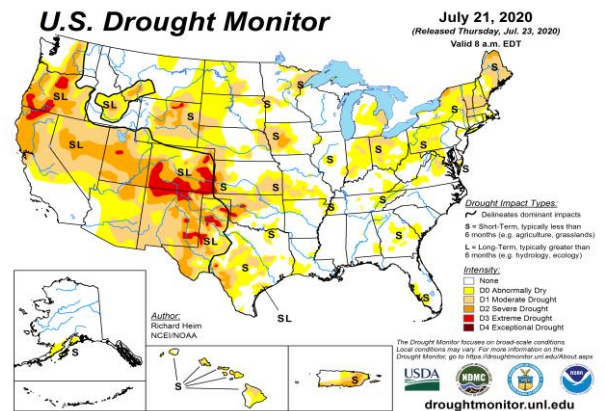 U.S. Drought Monitor
July 21, 2020
(Released Thursday, Jul. 23, 2020)
Valid 8 a.m. EDT
S
SL
SL
S
S
S
S
S
SL
SL
S
S
S
S
S
S
S
S
S
SL
S
S
S
S
SL
Drought Impact Types:
Delineates dominant impacts
S = Short-Term, typically less than
6 months (e.g. agriculture, grasslands)
L = Long-Term, typically greater than
6 months (e.g. hydrology, ecology)
Intensity:
None
D0 Abnormally Dry
D1 Moderate Drought
D2 Severe Drought
D3 Extreme Drought
D4 Exceptional Drought
Author:
Richard Heim
NCEI/NOAA
S
S
S
The Drought Monitor focuses on broad-scale conditions.
Local conditions may vary. For more information on the
Drought Monitor, go to https://droughtmonitor.unl.edu/About.aspx
USDA
NDMC
NOAA
droughtmonitor.unl.edu